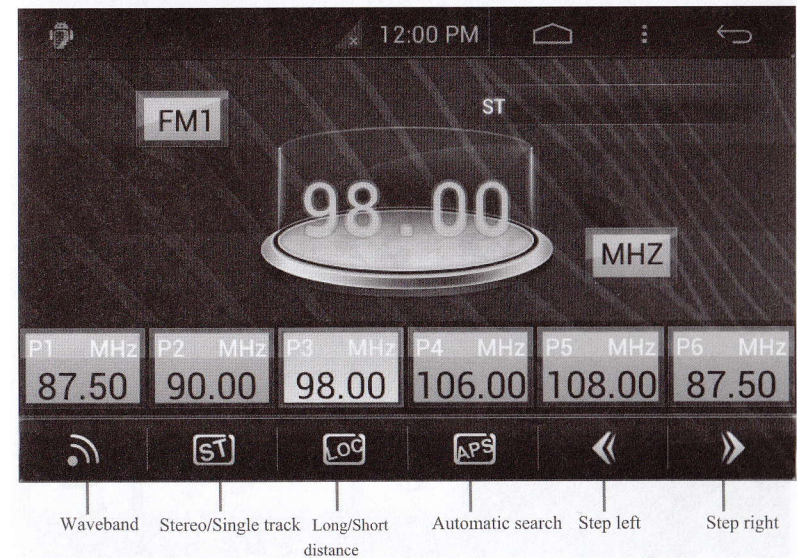 12:00 PM
FM1
ST
98.00
MHZ
P1 MHz P2 MHz P3 MHz P4 MHz P5 MHz P6 MHz
87.50 90.00 98.00 106.00 108.00 87.50
ST LOC APS
Waveband Stereo/Single track Long/Short distance Automatic search Step left Step right